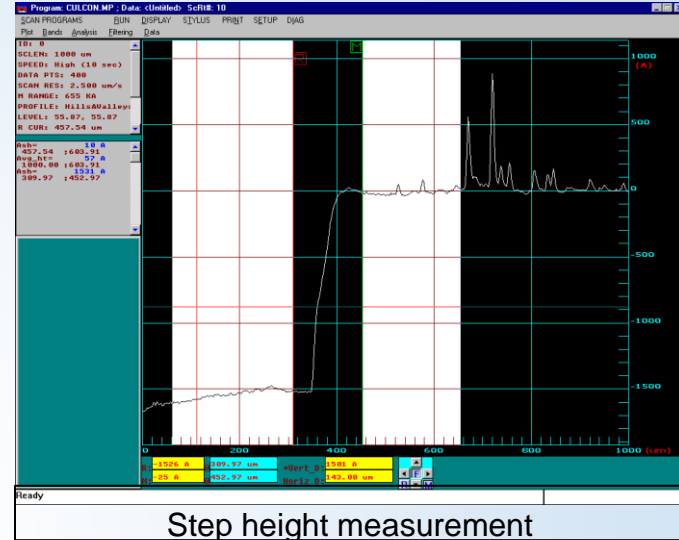 Program: CULCON.MP ; Data: <Untitled> ScRt#: 10
SCAN PROGRAMS RUN DISPLAY STYLUS PRINT SETUP DIAG
Plot Bands Analysis Filtering Data
ID: 0
SCLEN: 1000 um
SPEED: High (10 sec)
DATA PTS: 400
SCAN RES: 2.500 um/s
M RANGE: 655 KA
PROFILE: Hills&Valleys
LEVEL: 55.87, 55.87
R CUR: 457.54 um
Ash= 10 A
457.54 ;603.91
Avg_ht= 57 A
1000.00 ;603.91
Ash= 1531 A
309.97 ;452.97
R M
1000
(A)
500
0
-500
-1000
-1500
0 200 400 600 800 1000 (um)
R: -1526 A 309.97 um *Vert_D: 1501 A
M: -25 A 452.97 um Horiz_D: 143.00 um
F
R M
Ready
Step height measurement